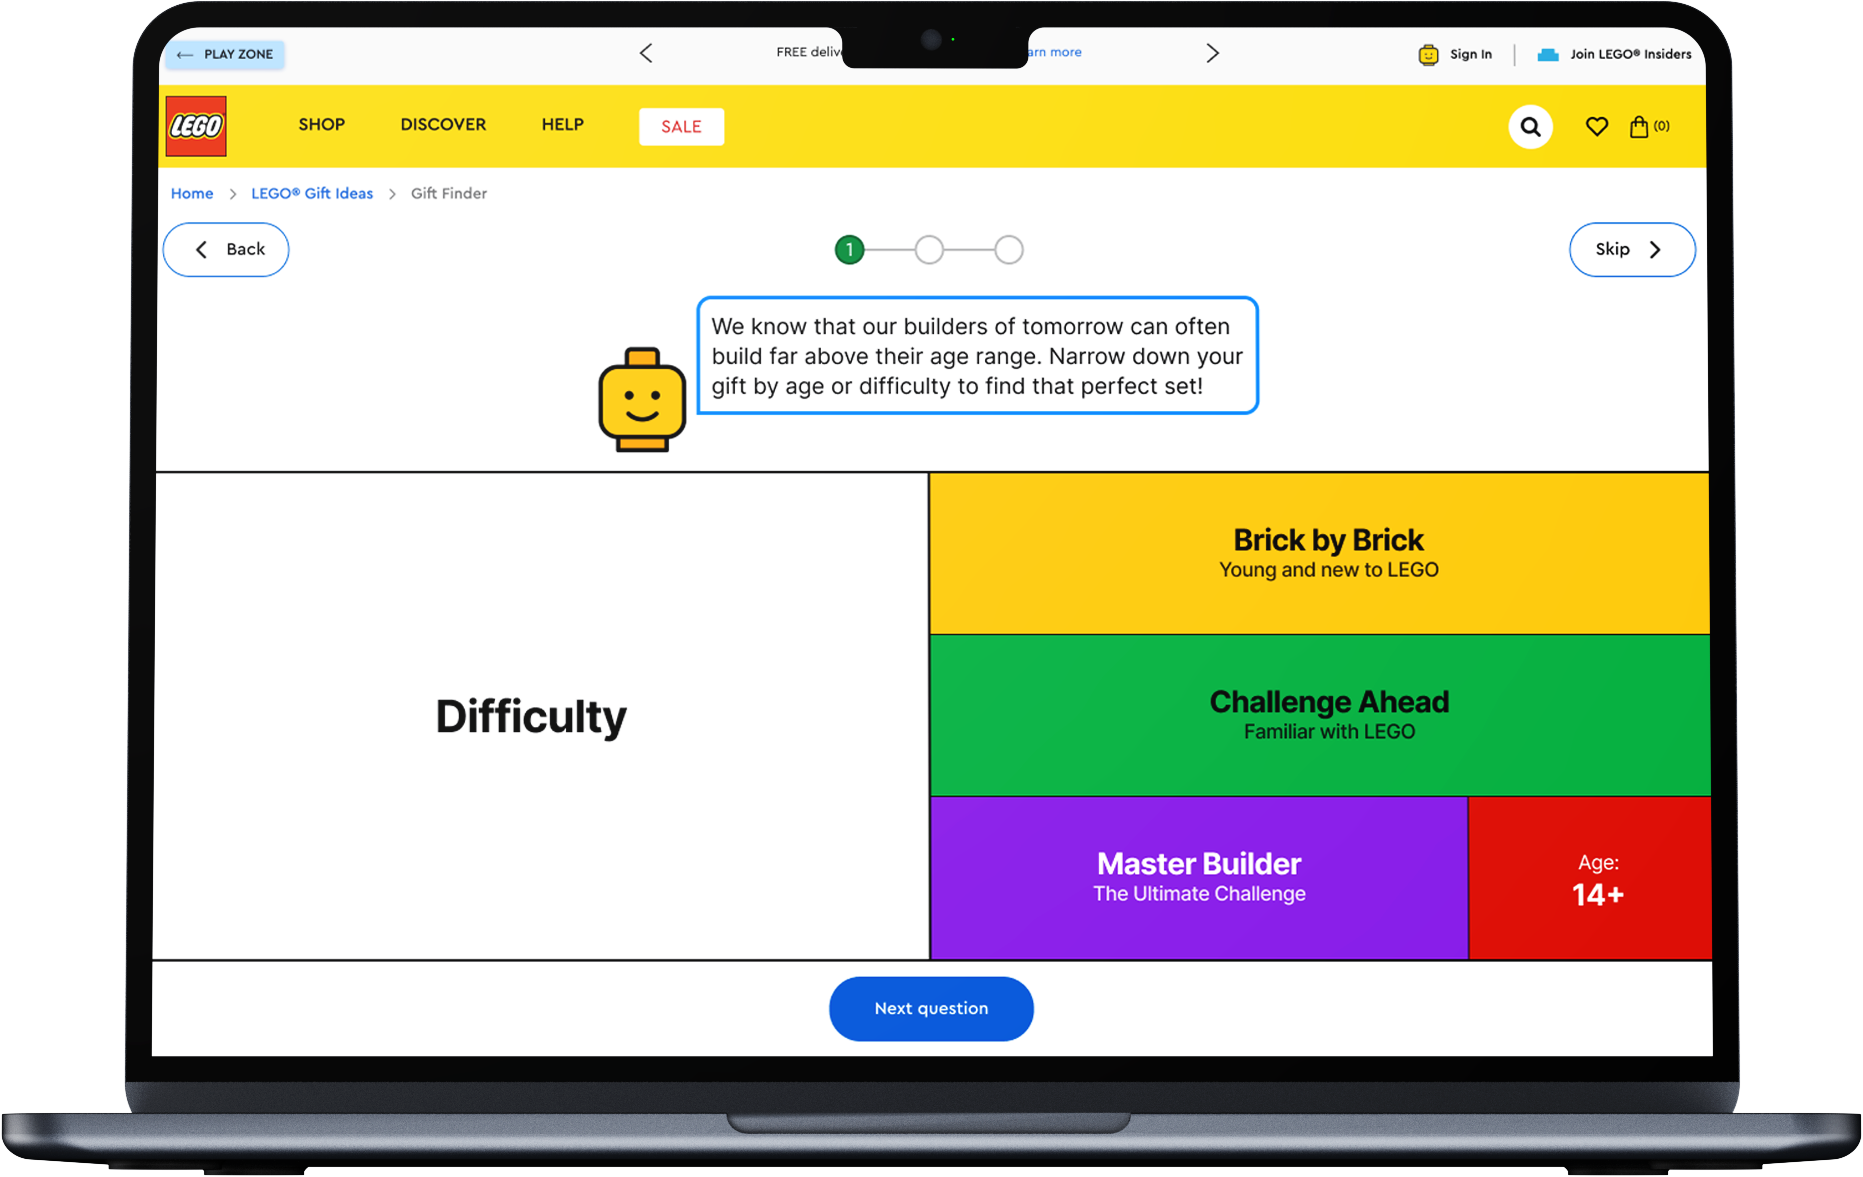 PLAY ZONE
FREE
more
Sign In
Join LEGO® Insiders
LEGO
SHOP
DISCOVER
HELP
SALE
(0)
Home > LEGO® Gift Ideas > Gift Finder
Back
1
Skip
We know that our builders of tomorrow can often
build far above their age range. Narrow down your
gift by age or difficulty to find that perfect set!
Difficulty
Brick by Brick
Young and new to LEGO
Challenge Ahead
Familiar with LEGO
Master Builder
The Ultimate Challenge
Age:
14+
Next question